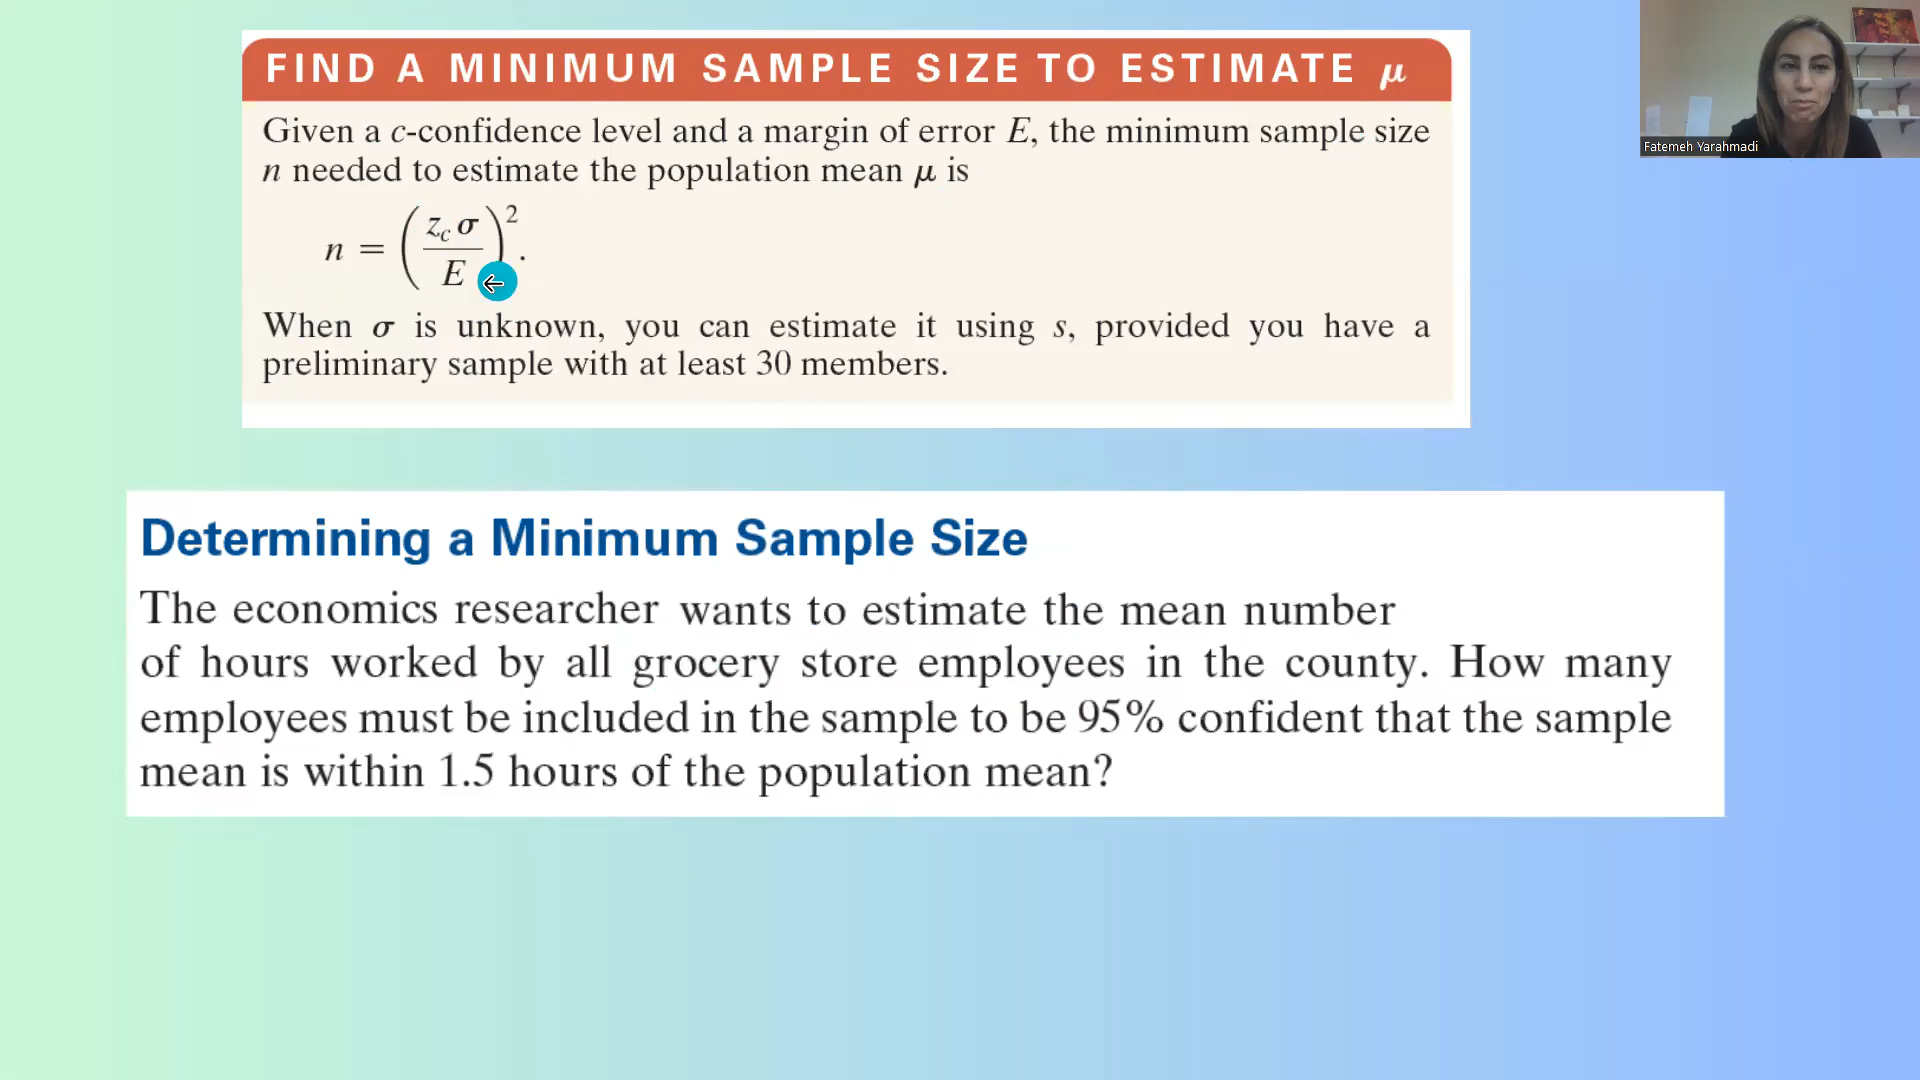 FIND A MINIMUM SAMPLE SIZE TO ESTIMATE μ
Given a c-confidence level and a margin of error E, the minimum sample size
n needed to estimate the population mean μ is
n = (z_c σ / E)^2.
When σ is unknown, you can estimate it using s, provided you have a
preliminary sample with at least 30 members.
Fatemeh Yarahmadi
Determining a Minimum Sample Size
The economics researcher wants to estimate the mean number
of hours worked by all grocery store employees in the county. How many
employees must be included in the sample to be 95% confident that the sample
mean is within 1.5 hours of the population mean?